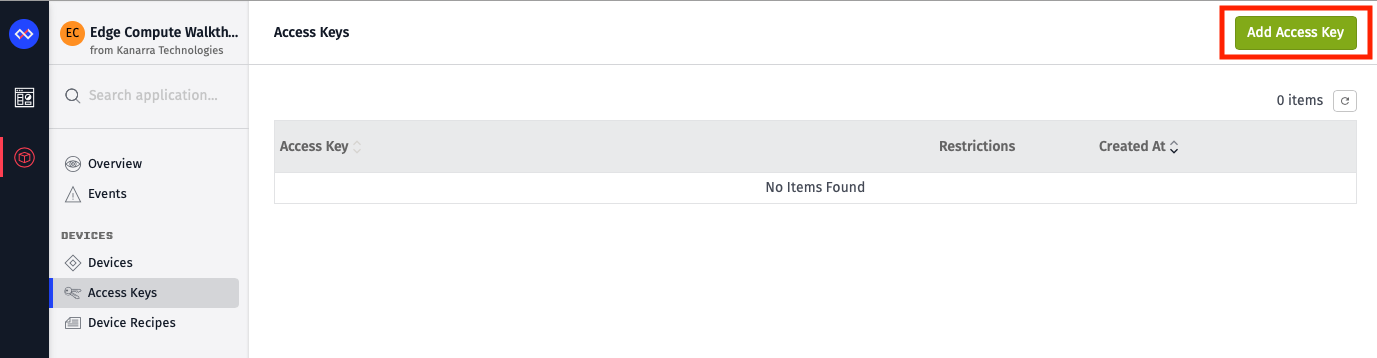 EC
Edge Compute Walkth...
from Kanarra Technologies
Search application...
Overview
Events
DEVICES
Devices
Access Keys
Device Recipes
Access Keys
Add Access Key
0 items
Access Key Restrictions Created At
No Items Found